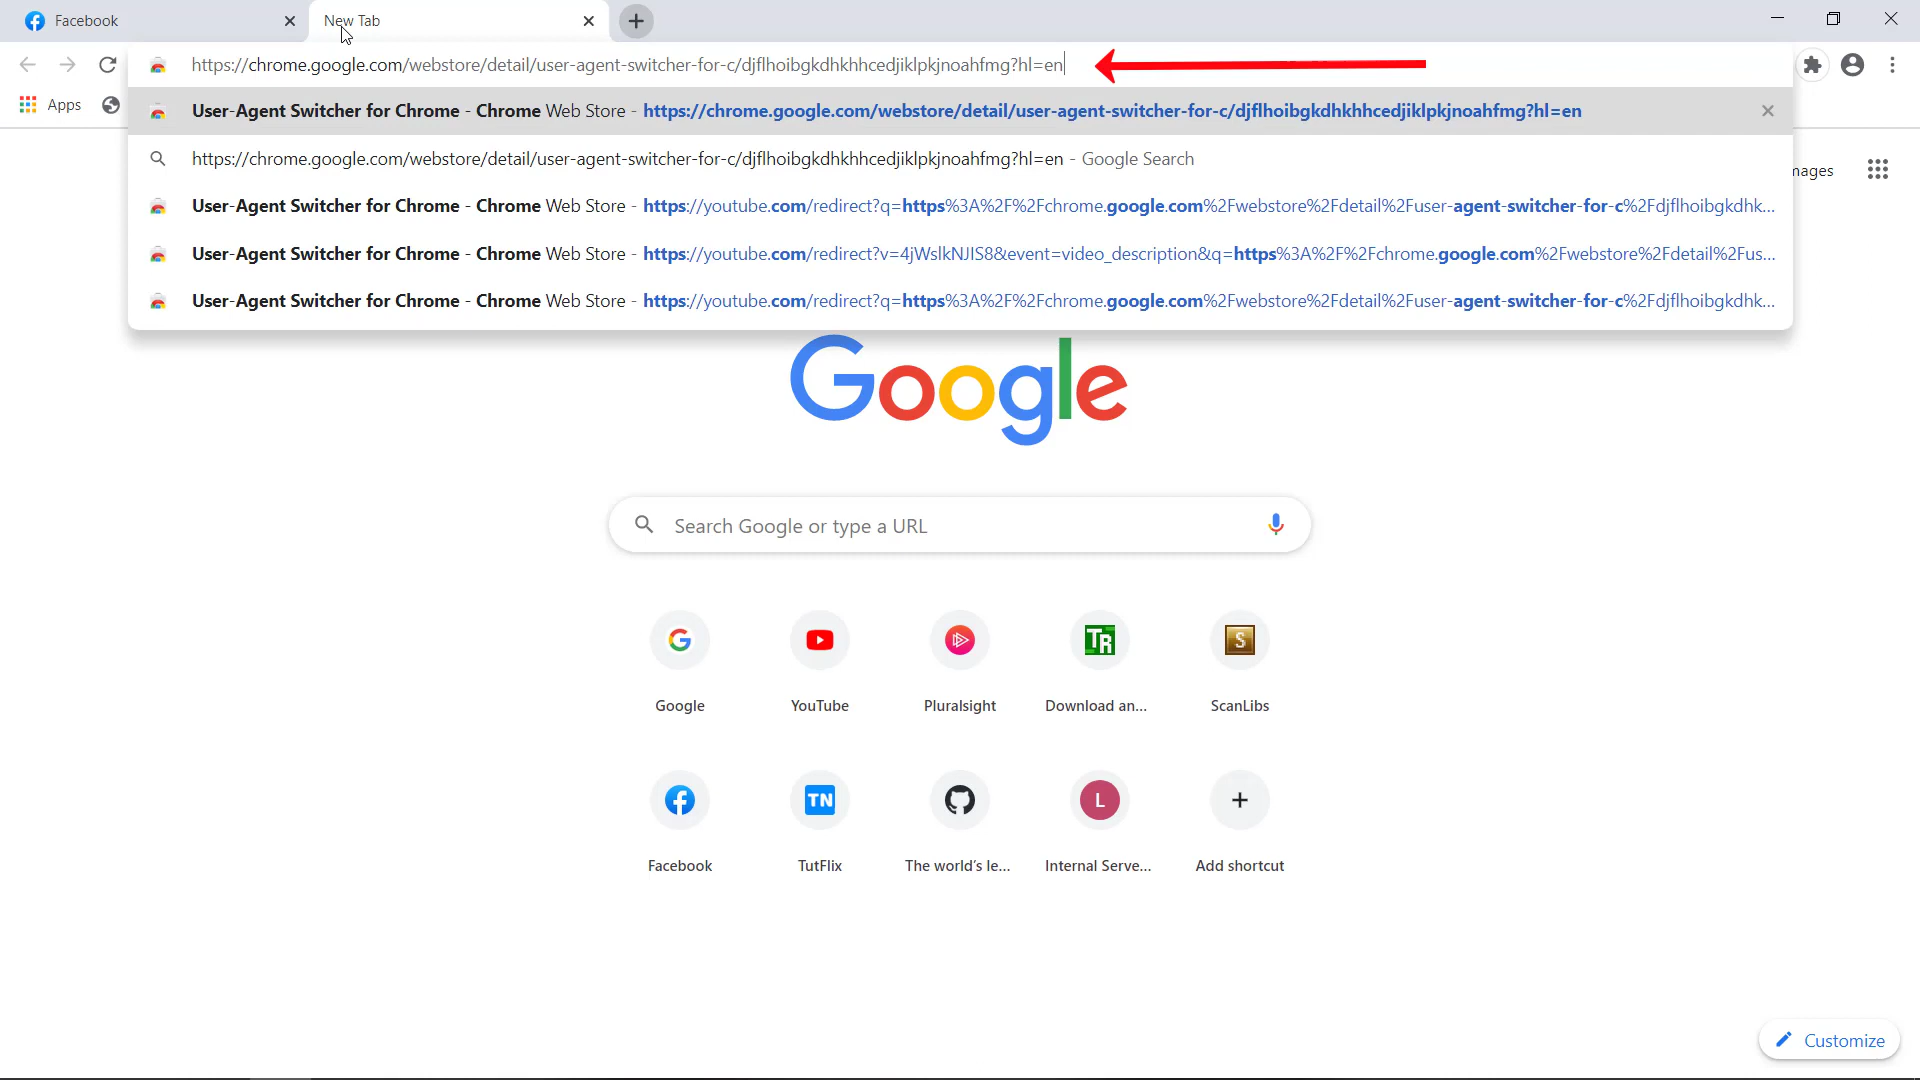 Facebook
New Tab
https://chrome.google.com/webstore/detail/user-agent-switcher-for-c/djflhoibgkdhkhhcedjiklpkjnoahfmg?hl=en
Apps
User-Agent Switcher for Chrome - Chrome Web Store - https://chrome.google.com/webstore/detail/user-agent-switcher-for-c/djflhoibgkdhkhhcedjiklpkjnoahfmg?hl=en
https://chrome.google.com/webstore/detail/user-agent-switcher-for-c/djflhoibgkdhkhhcedjiklpkjnoahfmg?hl=en - Google Search
mages
User-Agent Switcher for Chrome - Chrome Web Store - https://youtube.com/redirect?q=https%3A%2F%2Fchrome.google.com%2Fwebstore%2Fdetail%2Fuser-agent-switcher-for-c%2Fdjflhoibgkdhk...
User-Agent Switcher for Chrome - Chrome Web Store - https://youtube.com/redirect?v=4jWslkNJIS8&event=video_description&q=https%3A%2F%2Fchrome.google.com%2Fwebstore%2Fdetail%2Fus...
User-Agent Switcher for Chrome - Chrome Web Store - https://youtube.com/redirect?q=https%3A%2F%2Fchrome.google.com%2Fwebstore%2Fdetail%2Fuser-agent-switcher-for-c%2Fdjflhoibgkdhk...
Google
Search Google or type a URL
TR
S
Google
YouTube
Pluralsight
Download an...
ScanLibs
TN
L
Facebook
TutFlix
The world's le...
Internal Serve...
Add shortcut
Customize